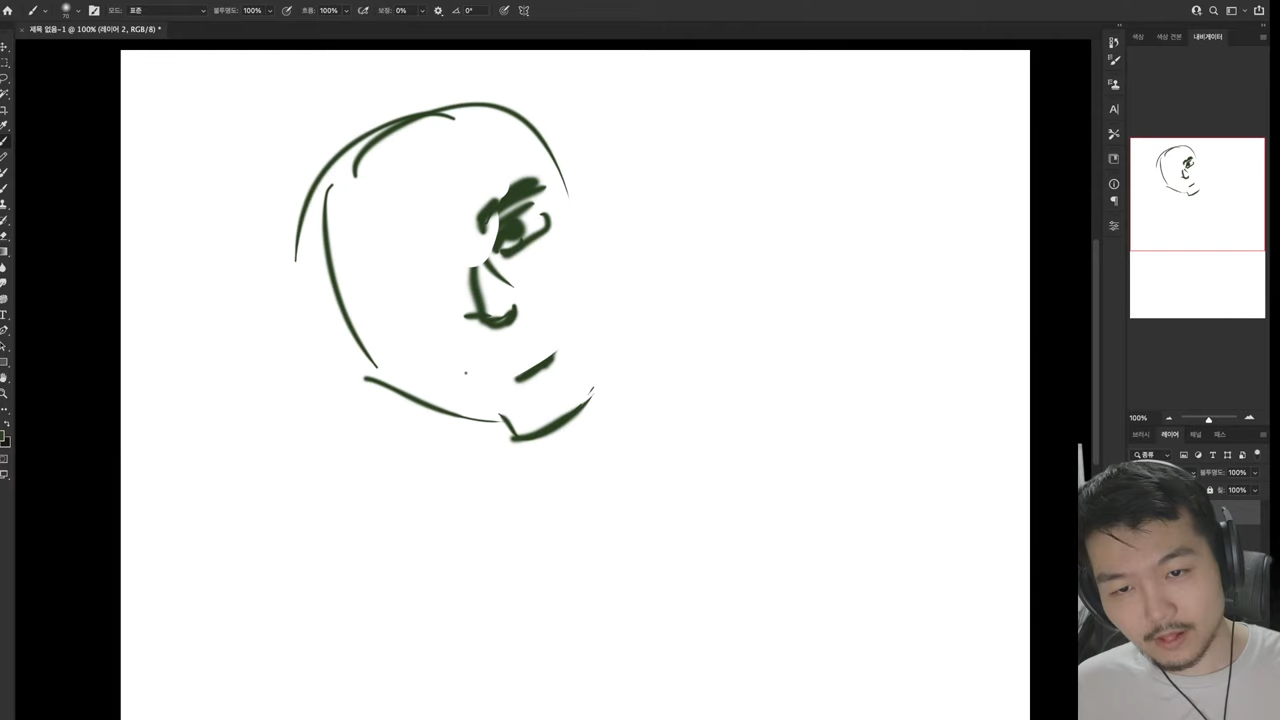 70 모드: 표준 불투명도: 100% 흐름: 100% 보정: 0% 0°
제목 없음-1 @ 100% (레이어 2, RGB/8) *
색상 색상 견본 내비게이터
100%
브러시 레이어 채널 패스
종류
불투명도: 100%
칠: 100%